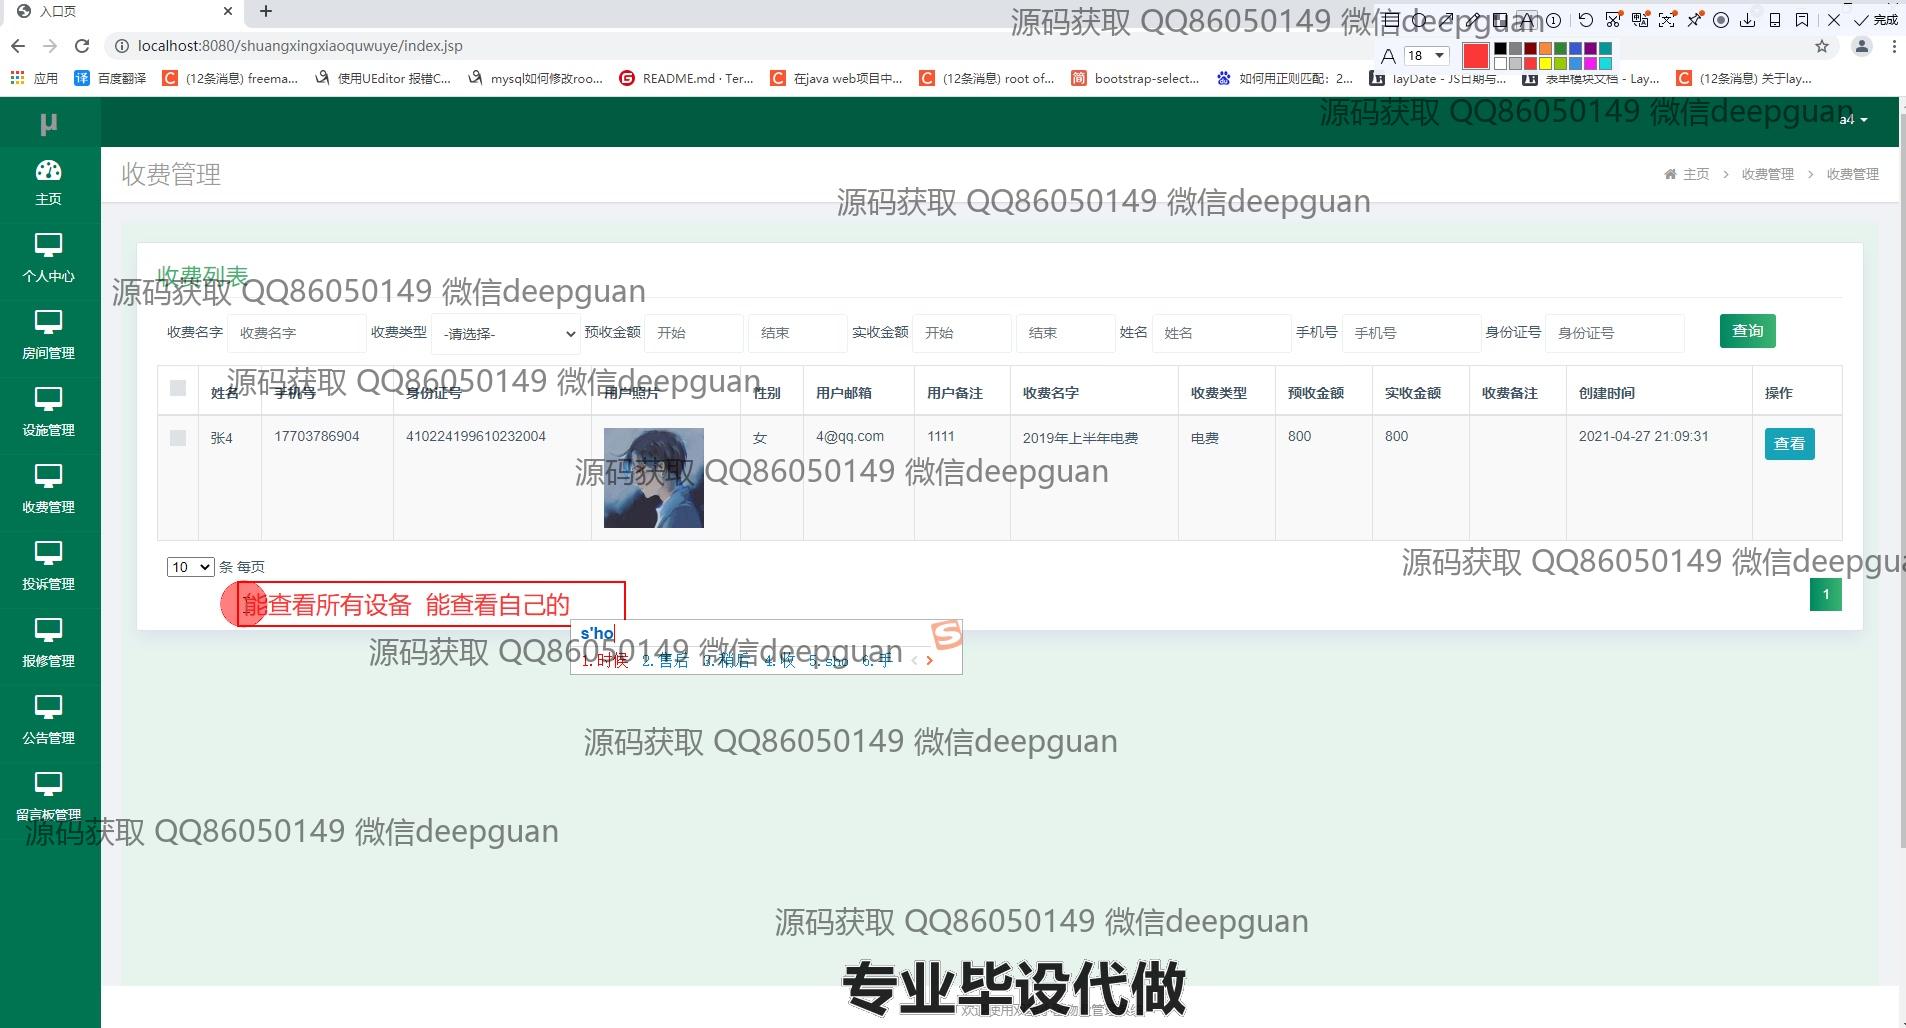 入口页
localhost:8080/shuangxingxiaoquwuye/index.jsp
完成
A 18
应用 百度翻译 (12条消息) freema... 使用UEditor 报错C... mysql如何修改roo... README.md · Ter... 在java web项目中... (12条消息) root of... bootstrap-select... 如何用正则匹配：2... layDate - JS日期与... 表单模块文档 - Lay... (12条消息) 关于lay...
源码获取 QQ86050149 微信deepguan
源码获取 QQ86050149 微信deepguan
μ
a4
主页
个人中心
房间管理
设施管理
收费管理
投诉管理
报修管理
公告管理
留言板管理
收费管理
主页 > 收费管理 > 收费管理
源码获取 QQ86050149 微信deepguan
收费列表
源码获取 QQ86050149 微信deepguan
收费名字 收费名字 收费类型 -请选择- 预收金额 开始 结束 实收金额 开始 结束 姓名 姓名 手机号 手机号 身份证号 身份证号 查询
源码获取 QQ86050149 微信deepguan
姓名 手机号 身份证号 用户照片 性别 用户邮箱 用户备注 收费名字 收费类型 预收金额 实收金额 收费备注 创建时间 操作
张4 17703786904 410224199610232004 女 4@qq.com 1111 2019年上半年电费 电费 800 800 2021-04-27 21:09:31 查看
源码获取 QQ86050149 微信deepguan
10 条 每页
源码获取 QQ86050149 微信deepgua
1
能查看所有设备 能查看自己的
s'ho
1.时候 2.售后 3.稍后 4.收 5.sho 6.手
源码获取 QQ86050149 微信deepguan
源码获取 QQ86050149 微信deepguan
源码获取 QQ86050149 微信deepguan
源码获取 QQ86050149 微信deepguan
专业毕设代做